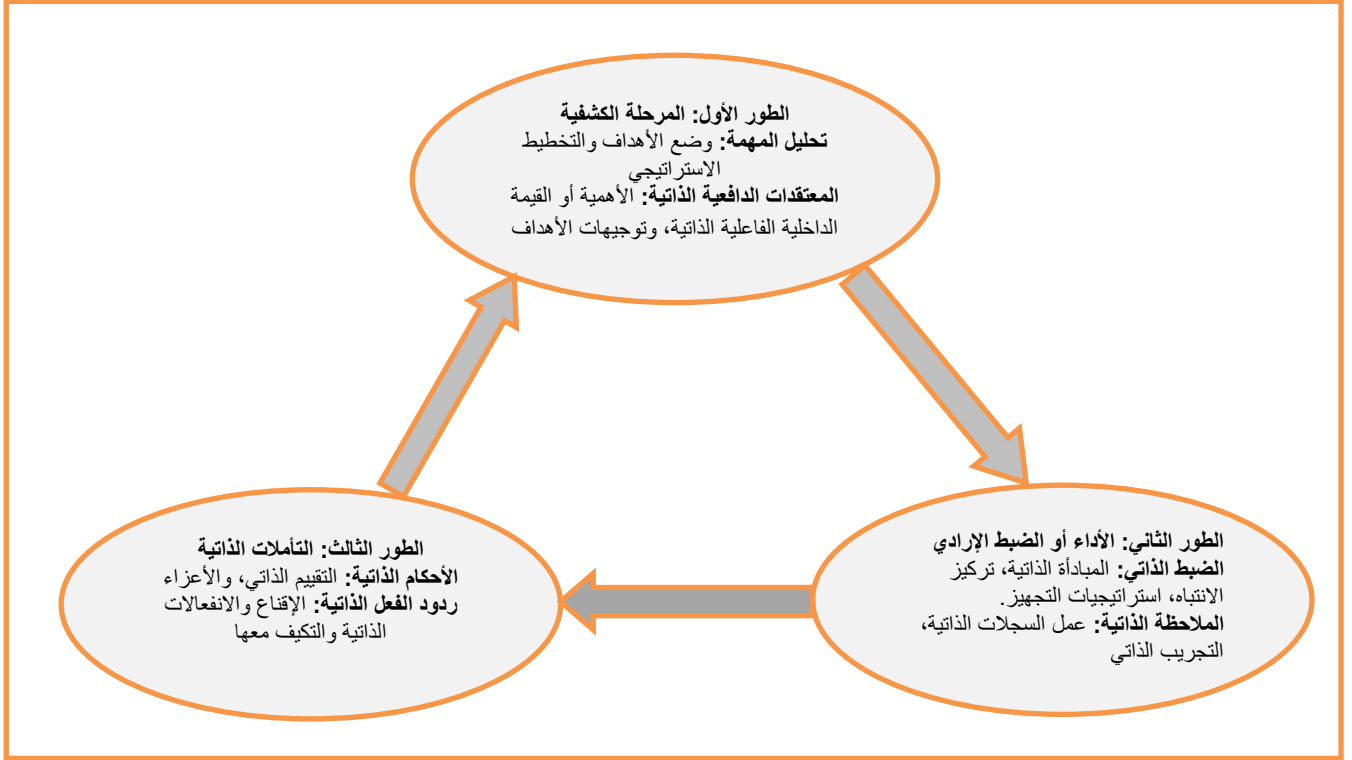 الطور الأول: المرحلة الكشفية
تحليل المهمة: وضع الأهداف والتخطيط
الاستراتيجي
المعتقدات الدافعية الذاتية: الأهمية أو القيمة
الداخلية الفاعلية الذاتية، وتوجيهات الأهداف
الطور الثاني: الأداء أو الضبط الإرادي
الضبط الذاتي: المبادأة الذاتية، تركيز
الانتباه، استراتيجيات التجهيز.
الملاحظة الذاتية: عمل السجلات الذاتية،
التجريب الذاتي
الطور الثالث: التأملات الذاتية
الأحكام الذاتية: التقييم الذاتي، والأعزاء
ردود الفعل الذاتية: الإقناع والانفعالات
الذاتية والتكيف معها